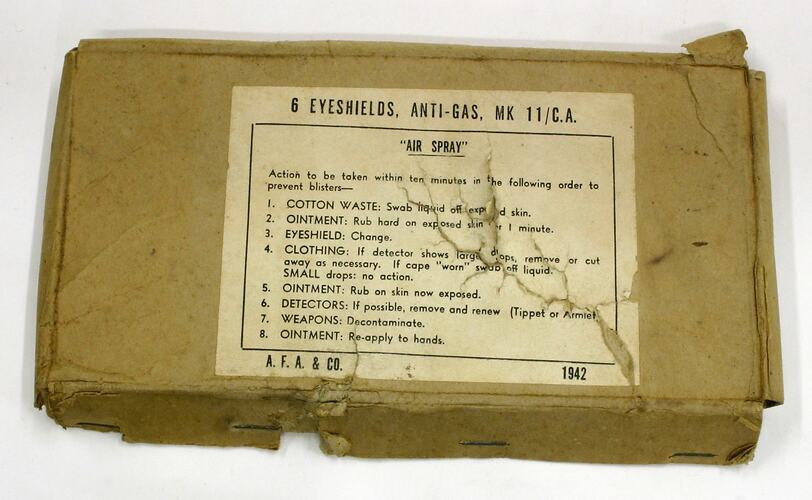 6 EYESHIELDS, ANTI-GAS, MK 11/C.A.
"AIR SPRAY"
Action to be taken within ten minutes in the following order to
prevent blisters—
1. COTTON WASTE: Swab liquid off exposed skin.
2. OINTMENT: Rub hard on exposed skin for 1 minute.
3. EYESHIELD: Change.
4. CLOTHING: If detector shows large drops, remove or cut
away as necessary. If cape "worn" swab off liquid.
SMALL drops: no action.
5. OINTMENT: Rub on skin now exposed.
6. DETECTORS: If possible, remove and renew (Tippet or Armlet
7. WEAPONS: Decontaminate.
8. OINTMENT: Re-apply to hands.
A. F. A. & CO. 1942